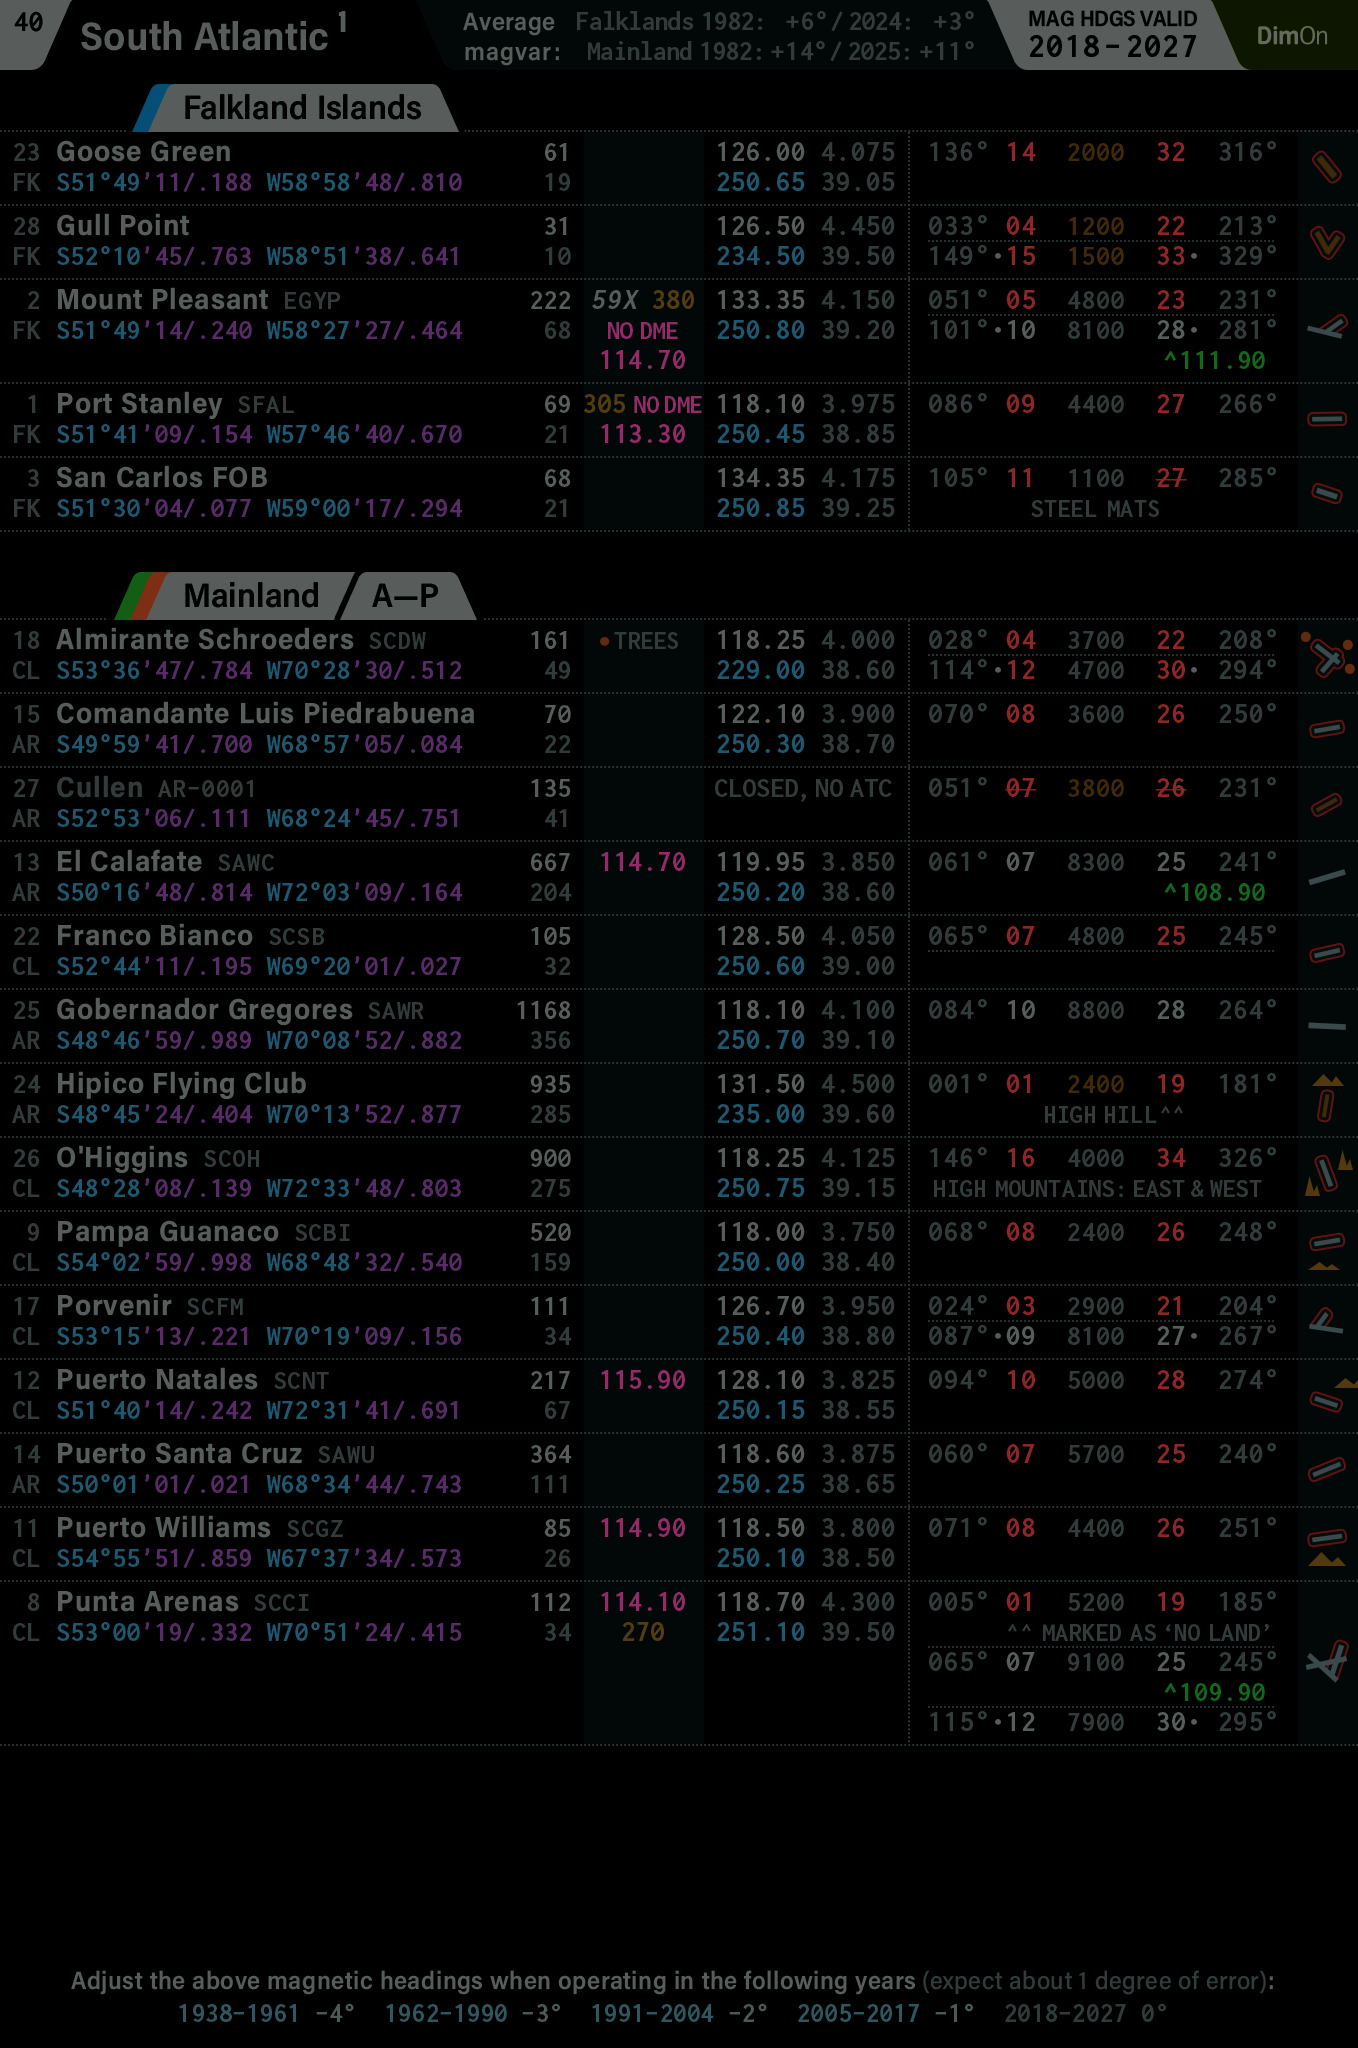 40 South Atlantic 1 Average Falklands 1982: +6°/ 2024: +3° MAG HDGS VALID DimOn
magvar: Mainland 1982: +14°/ 2025: +11° 2018-2027
Falkland Islands
23 Goose Green 61 126.00 4.075 136° 14 2000 32 316°
FK S51°49'11/.188 W58°58'48/.810 19 250.65 39.05
28 Gull Point 31 126.50 4.450 033° 04 1200 22 213°
FK S52°10'45/.763 W58°51'38/.641 10 234.50 39.50 149°·15 1500 33· 329°
2 Mount Pleasant EGYP 222 59X 380 133.35 4.150 051° 05 4800 23 231°
FK S51°49'14/.240 W58°27'27/.464 68 NO DME 250.80 39.20 101°·10 8100 28· 281°
114.70 ^111.90
1 Port Stanley SFAL 69 305 NO DME 118.10 3.975 086° 09 4400 27 266°
FK S51°41'09/.154 W57°46'40/.670 21 113.30 250.45 38.85
3 San Carlos FOB 68 134.35 4.175 105° 11 1100 27 285°
FK S51°30'04/.077 W59°00'17/.294 21 250.85 39.25 STEEL MATS
Mainland / A—P
18 Almirante Schroeders SCDW 161 •TREES 118.25 4.000 028° 04 3700 22 208°
CL S53°36'47/.784 W70°28'30/.512 49 229.00 38.60 114°·12 4700 30· 294°
15 Comandante Luis Piedrabuena 70 122.10 3.900 070° 08 3600 26 250°
AR S49°59'41/.700 W68°57'05/.084 22 250.30 38.70
27 Cullen AR-0001 135 CLOSED, NO ATC 051° 07 3800 26 231°
AR S52°53'06/.111 W68°24'45/.751 41
13 El Calafate SAWC 667 114.70 119.95 3.850 061° 07 8300 25 241°
AR S50°16'48/.814 W72°03'09/.164 204 250.20 38.60 ^108.90
22 Franco Bianco SCSB 105 128.50 4.050 065° 07 4800 25 245°
CL S52°44'11/.195 W69°20'01/.027 32 250.60 39.00
25 Gobernador Gregores SAWR 1168 118.10 4.100 084° 10 8800 28 264°
AR S48°46'59/.989 W70°08'52/.882 356 250.70 39.10
24 Hipico Flying Club 935 131.50 4.500 001° 01 2400 19 181°
AR S48°45'24/.404 W70°13'52/.877 285 235.00 39.60 HIGH HILL^^
26 O'Higgins SCOH 900 118.25 4.125 146° 16 4000 34 326°
CL S48°28'08/.139 W72°33'48/.803 275 250.75 39.15 HIGH MOUNTAINS: EAST & WEST
9 Pampa Guanaco SCBI 520 118.00 3.750 068° 08 2400 26 248°
CL S54°02'59/.998 W68°48'32/.540 159 250.00 38.40
17 Porvenir SCFM 111 126.70 3.950 024° 03 2900 21 204°
CL S53°15'13/.221 W70°19'09/.156 34 250.40 38.80 087°·09 8100 27· 267°
12 Puerto Natales SCNT 217 115.90 128.10 3.825 094° 10 5000 28 274°
CL S51°40'14/.242 W72°31'41/.691 67 250.15 38.55
14 Puerto Santa Cruz SAWU 364 118.60 3.875 060° 07 5700 25 240°
AR S50°01'01/.021 W68°34'44/.743 111 250.25 38.65
11 Puerto Williams SCGZ 85 114.90 118.50 3.800 071° 08 4400 26 251°
CL S54°55'51/.859 W67°37'34/.573 26 250.10 38.50
8 Punta Arenas SCCI 112 114.10 118.70 4.300 005° 01 5200 19 185°
CL S53°00'19/.332 W70°51'24/.415 34 270 251.10 39.50 ^^ MARKED AS ‘NO LAND’
065° 07 9100 25 245°
^109.90
115°·12 7900 30· 295°
Adjust the above magnetic headings when operating in the following years (expect about 1 degree of error):
1938-1961 -4° 1962-1990 -3° 1991-2004 -2° 2005-2017 -1° 2018-2027 0°